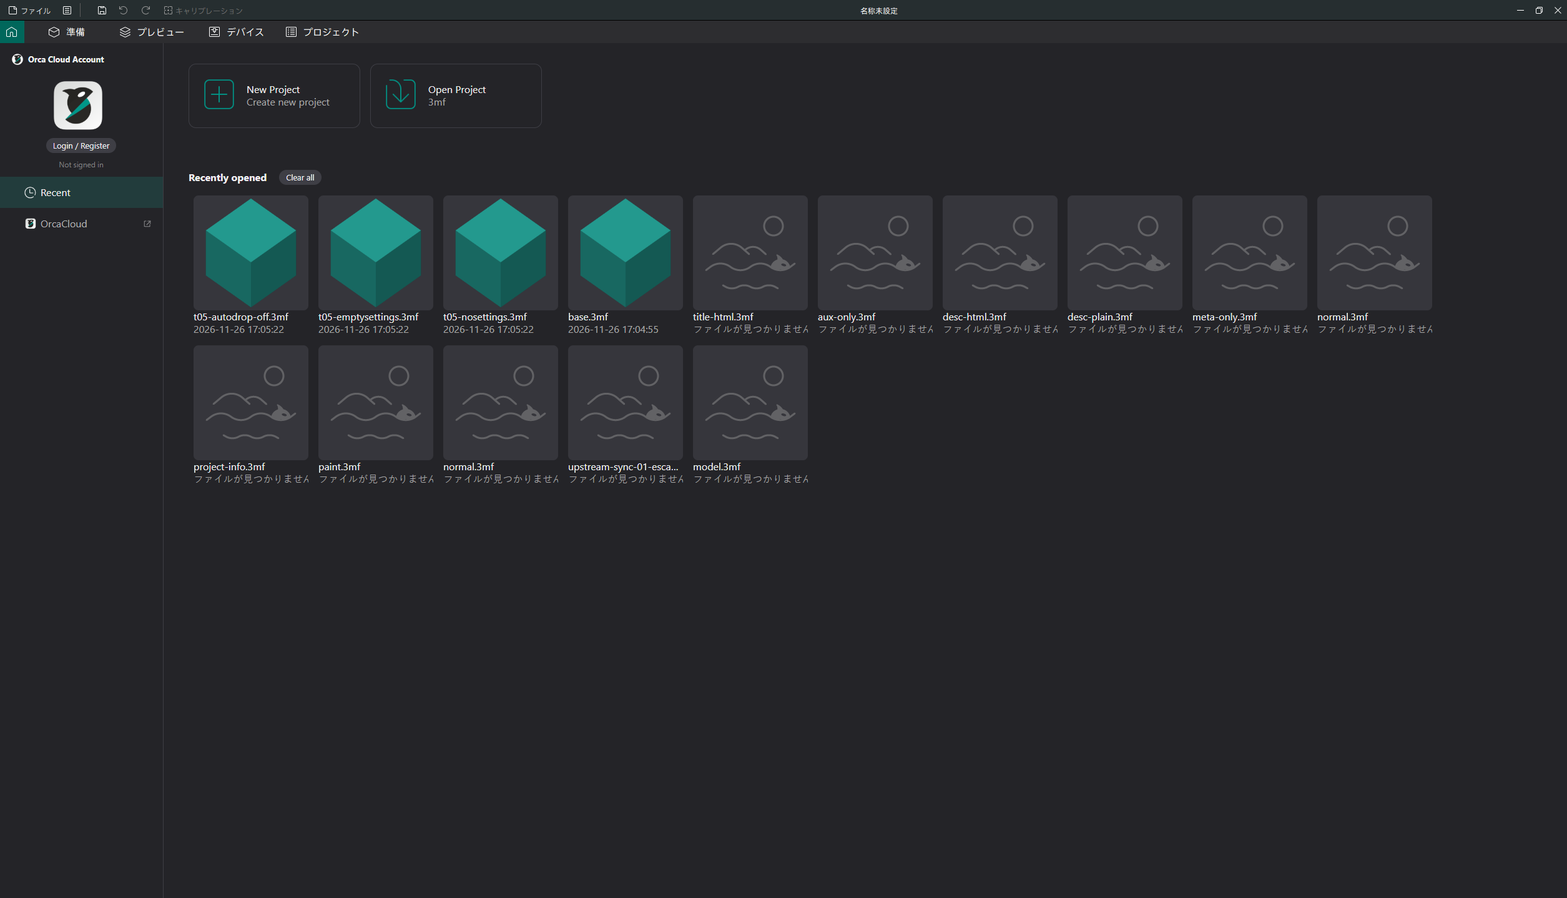 ファイル
キャリブレーション
名称未設定
準備
プレビュー
デバイス
プロジェクト
Orca Cloud Account
Login / Register
Not signed in
Recent
OrcaCloud
New Project
Create new project
Open Project
3mf
Recently opened
Clear all
t05-autodrop-off.3mf
2026-11-26 17:05:22
t05-emptysettings.3mf
2026-11-26 17:05:22
t05-nosettings.3mf
2026-11-26 17:05:22
base.3mf
2026-11-26 17:04:55
title-html.3mf
ファイルが見つかりません
aux-only.3mf
ファイルが見つかりません
desc-html.3mf
ファイルが見つかりません
desc-plain.3mf
ファイルが見つかりません
meta-only.3mf
ファイルが見つかりません
normal.3mf
ファイルが見つかりません
project-info.3mf
ファイルが見つかりません
paint.3mf
ファイルが見つかりません
normal.3mf
ファイルが見つかりません
upstream-sync-01-esca...
ファイルが見つかりません
model.3mf
ファイルが見つかりません